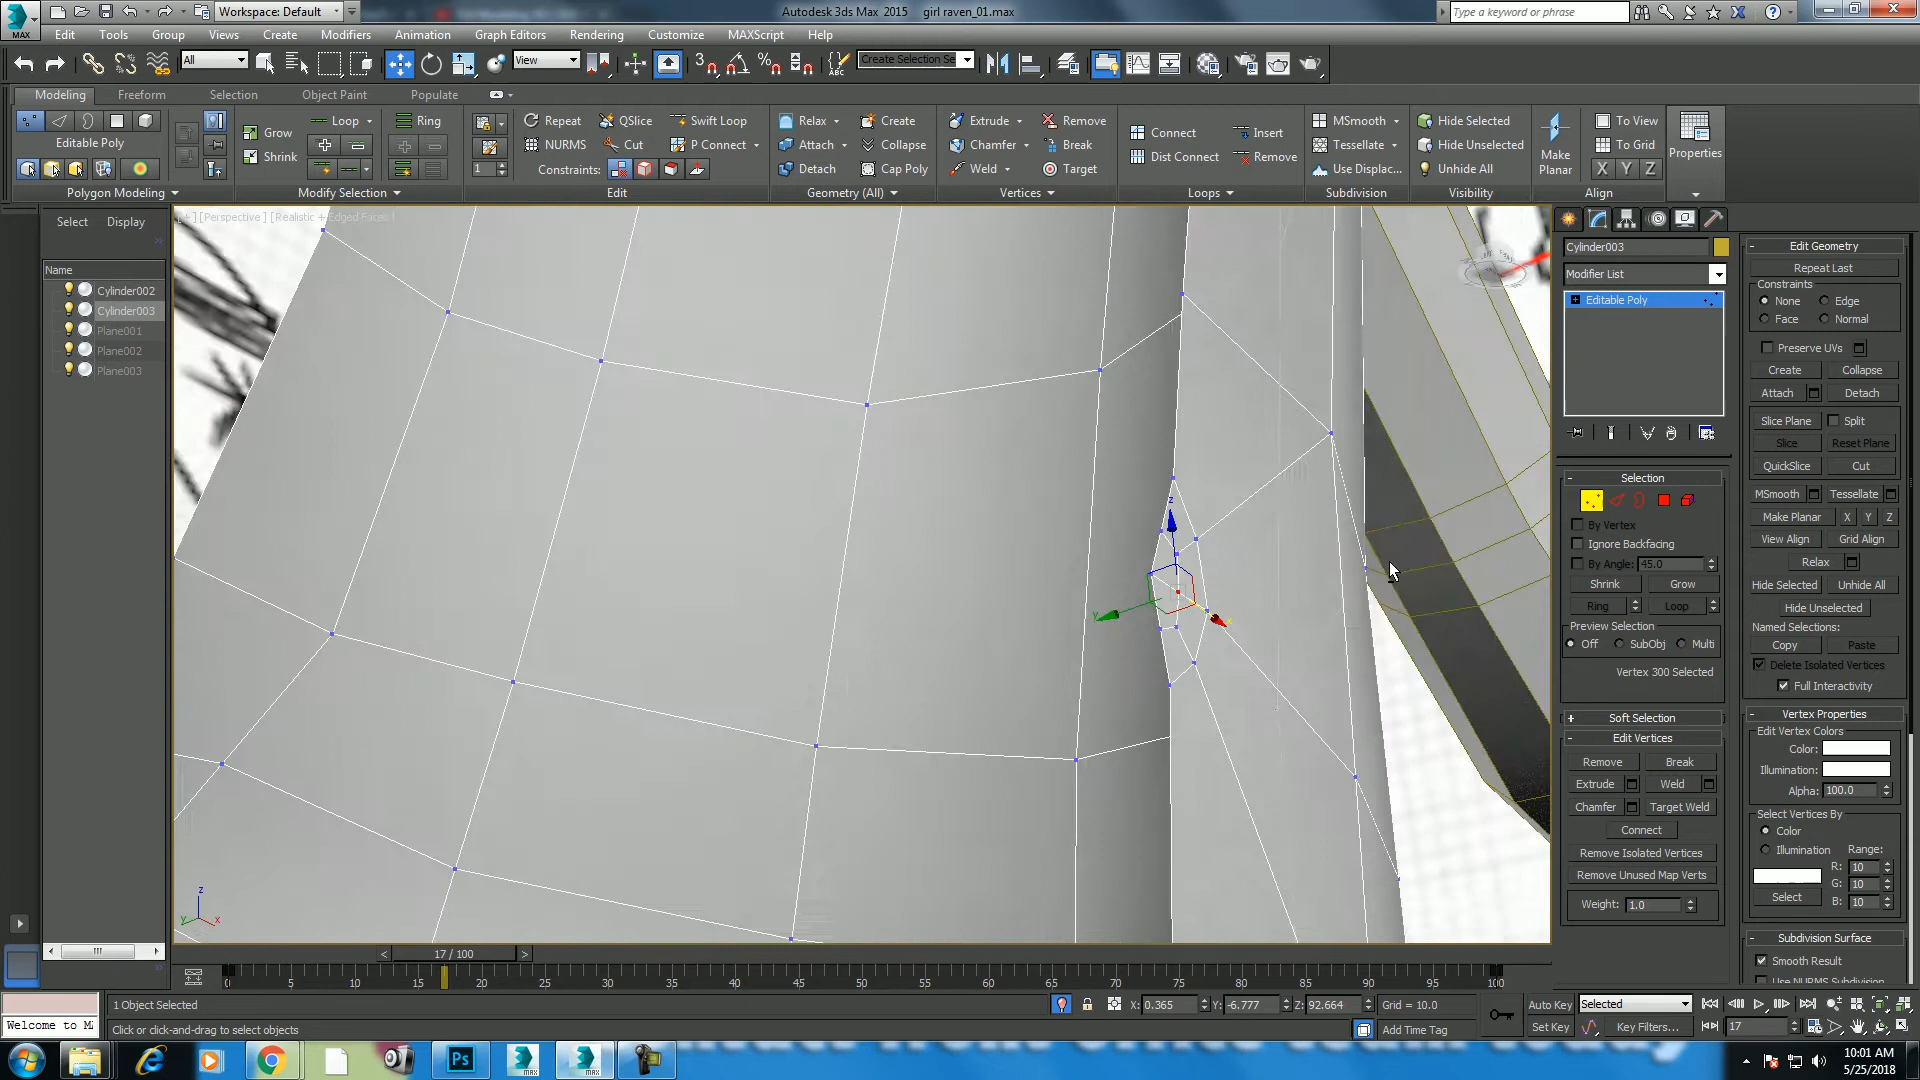 Workspace: Default
Autodesk 3ds Max 2015 girl raven_01.max
Type a keyword or phrase
MAX
Edit Tools Group Views Create Modifiers Animation Graph Editors Rendering Customize MAXScript Help
All
View
Create Selection Se
Modeling Freeform Selection Object Paint Populate
Editable Poly
Polygon Modeling
Grow
Shrink
Loop
Ring
Modify Selection
Repeat QSlice Swift Loop
NURMS Cut P Connect
1 Constraints:
Edit
Relax Create
Attach Collapse
Detach Cap Poly
Geometry (All)
Extrude Remove
Chamfer Break
Weld Target
Vertices
Connect Insert
Dist Connect Remove
Loops
MSmooth
Tessellate
Use Displac...
Subdivision
Hide Selected
Hide Unselected
Unhide All
Visibility
Make Planar
To View
To Grid
X Y Z
Align
Properties
Select Display
Name
Cylinder002
Cylinder003
Plane001
Plane002
Plane003
[Perspective ] [Realistic + Edged Faces ]
z
y
z
y x
Cylinder003
Modifier List
Editable Poly
Selection
By Vertex
Ignore Backfacing
By Angle: 45.0
Shrink Grow
Ring Loop
Preview Selection
Off SubObj Multi
Vertex 300 Selected
Soft Selection
Edit Vertices
Remove Break
Extrude Weld
Chamfer Target Weld
Connect
Remove Isolated Vertices
Remove Unused Map Verts
Weight: 1.0
Edit Geometry
Repeat Last
Constraints
None Edge
Face Normal
Preserve UVs
Create Collapse
Attach Detach
Slice Plane Split
Slice Reset Plane
QuickSlice Cut
MSmooth Tessellate
Make Planar X Y Z
View Align Grid Align
Relax
Hide Selected Unhide All
Hide Unselected
Named Selections:
Copy Paste
Delete Isolated Vertices
Full Interactivity
Vertex Properties
Edit Vertex Colors
Color:
Illumination:
Alpha: 100.0
Select Vertices By
Color
Illumination Range:
R: 10
G: 10
B: 10
Select
Subdivision Surface
Smooth Result
Use NURMS Subdivision
< 17 / 100 >
0 5 10 15 20 25 30 35 40 45 50 55 60 65 70 75 80 85 90 95 100
1 Object Selected
X: 0.365 Y: -6.777 Z: 92.664 Grid = 10.0
Auto Key Selected
Welcome to M
Click or click-and-drag to select objects
Add Time Tag
Set Key Key Filters...
17
Ps
MAX
MAX
10:01 AM
5/25/2018